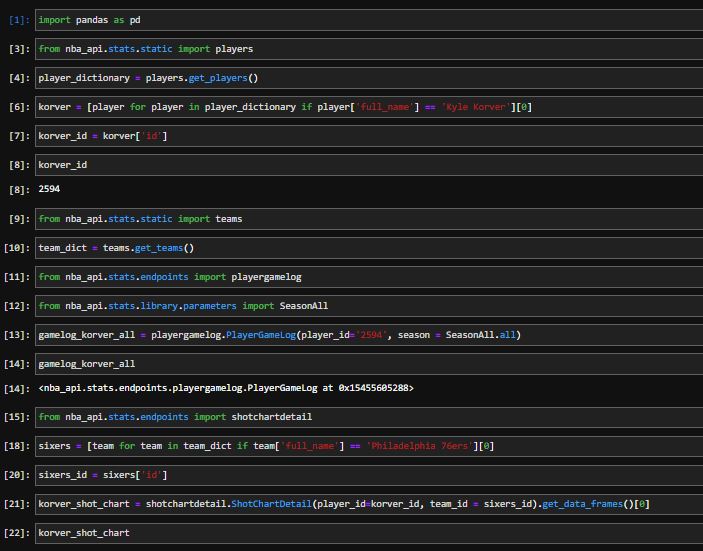 [1]: import pandas as pd
[3]: from nba_api.stats.static import players
[4]: player_dictionary = players.get_players()
[6]: korver = [player for player in player_dictionary if player['full_name'] == 'Kyle Korver'][0]
[7]: korver_id = korver['id']
[8]: korver_id
[8]: 2594
[9]: from nba_api.stats.static import teams
[10]: team_dict = teams.get_teams()
[11]: from nba_api.stats.endpoints import playergamelog
[12]: from nba_api.stats.library.parameters import SeasonAll
[13]: gamelog_korver_all = playergamelog.PlayerGameLog(player_id='2594', season = SeasonAll.all)
[14]: gamelog_korver_all
[14]: <nba_api.stats.endpoints.playergamelog.PlayerGameLog at 0x15455605288>
[15]: from nba_api.stats.endpoints import shotchartdetail
[18]: sixers = [team for team in team_dict if team['full_name'] == 'Philadelphia 76ers'][0]
[20]: sixers_id = sixers['id']
[21]: korver_shot_chart = shotchartdetail.ShotChartDetail(player_id=korver_id, team_id = sixers_id).get_data_frames()[0]
[22]: korver_shot_chart